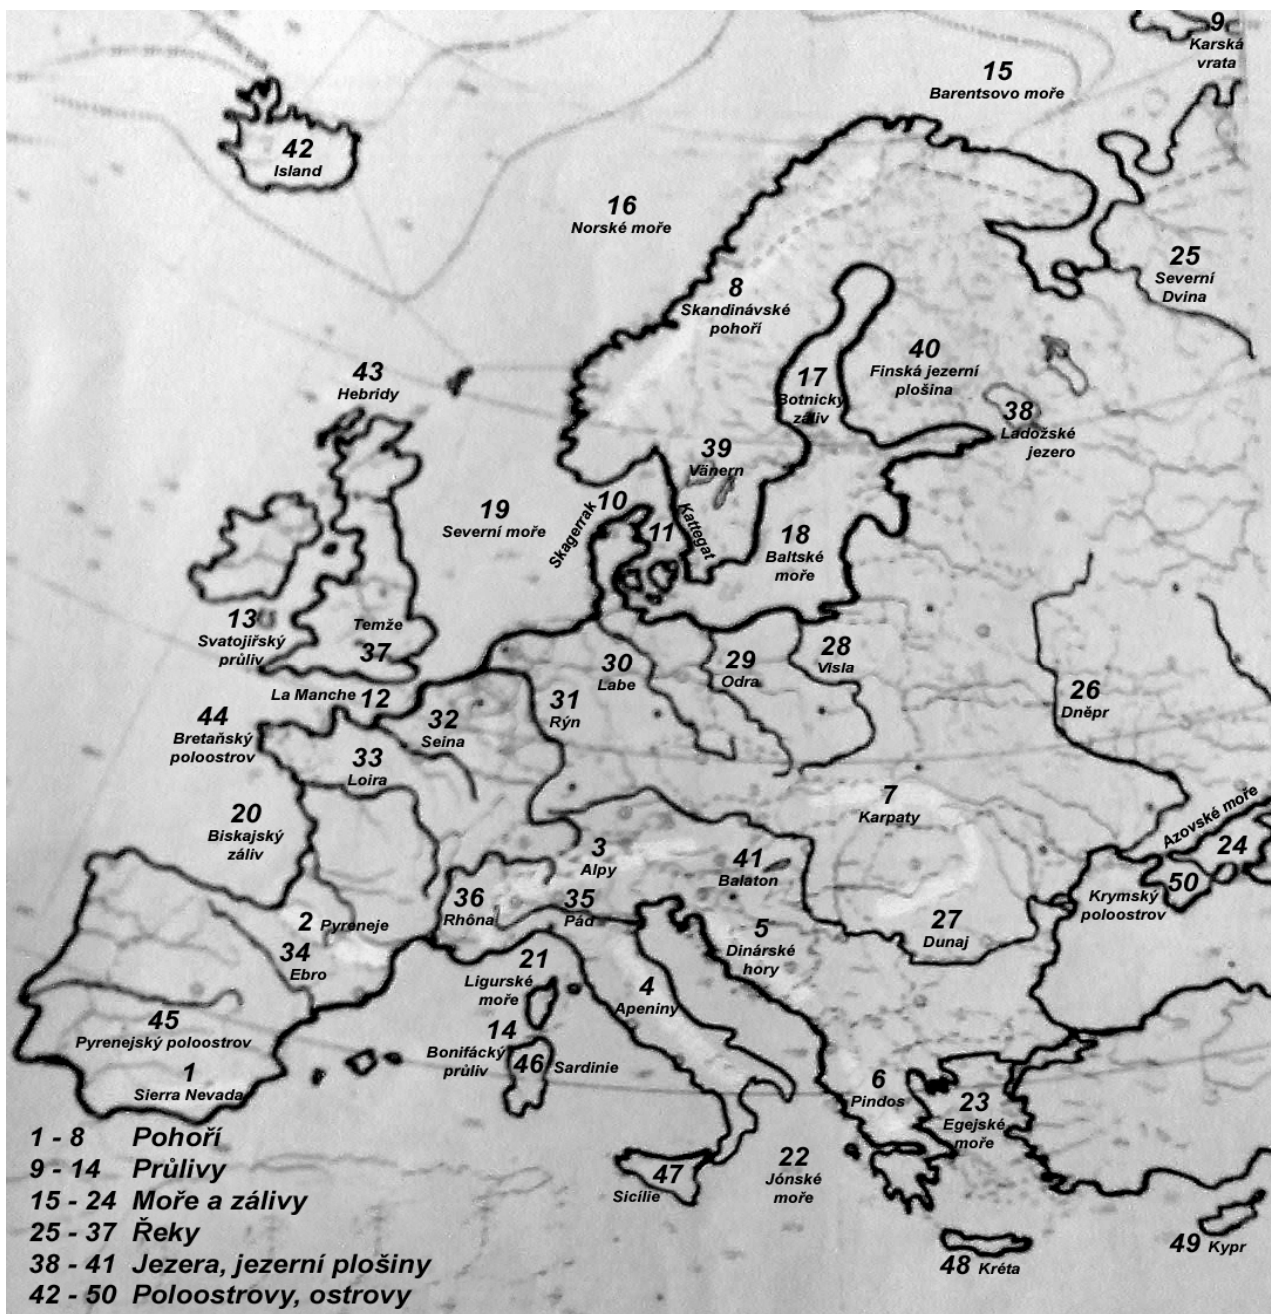 9
Karská
vrata
15
Barentsovo moře
42
Island
16
Norské moře
25
Severní
Dvina
8
Skandinávské
pohoří
40
Finská jezerní
plošina
17
Botnický
záliv
43
Hebridy
38
Ladožské
jezero
39
Vänern
19
Severní moře
10
Skagerrak
11
Kattegat
18
Baltské
moře
13
Svatojiřský
průliv
Temže
37
28
Visla
30
Labe
29
Odra
La Manche 12
31
Rýn
26
Dněpr
44
Bretaňský
poloostrov
32
Seina
33
Loira
7
Karpaty
20
Biskajský
záliv
Azovské moře
24
3
Alpy
41
Balaton
50
Krymský
poloostrov
36
Rhôna
35
Pád
2 Pyreneje
5
Dinárské
hory
27
Dunaj
34
Ebro
21
Ligurské
moře
4
Apeniny
45
Pyrenejský poloostrov
14
Bonifácký
průliv
46 Sardinie
1
Sierra Nevada
6
Pindos
23
Egejské
moře
22
Jónské
moře
47
Sicílie
49 Kypr
48 Kréta
1 - 8 Pohoří
9 - 14 Průlivy
15 - 24 Moře a zálivy
25 - 37 Řeky
38 - 41 Jezera, jezerní plošiny
42 - 50 Poloostrovy, ostrovy